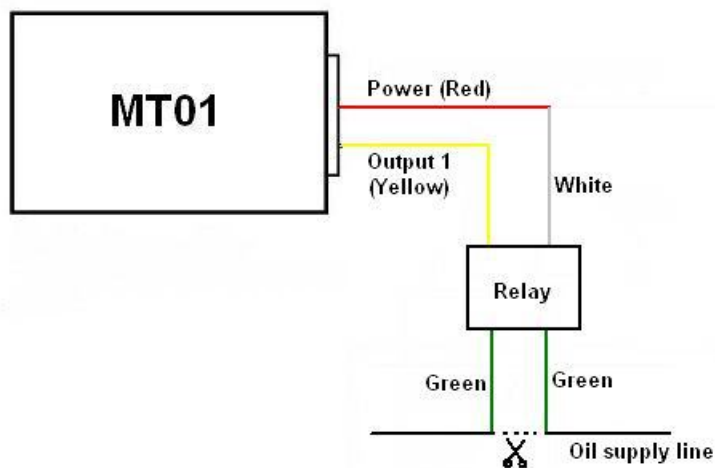 MT01
Power (Red)
Output 1
(Yellow)
White
Relay
Green
Green
Oil supply line